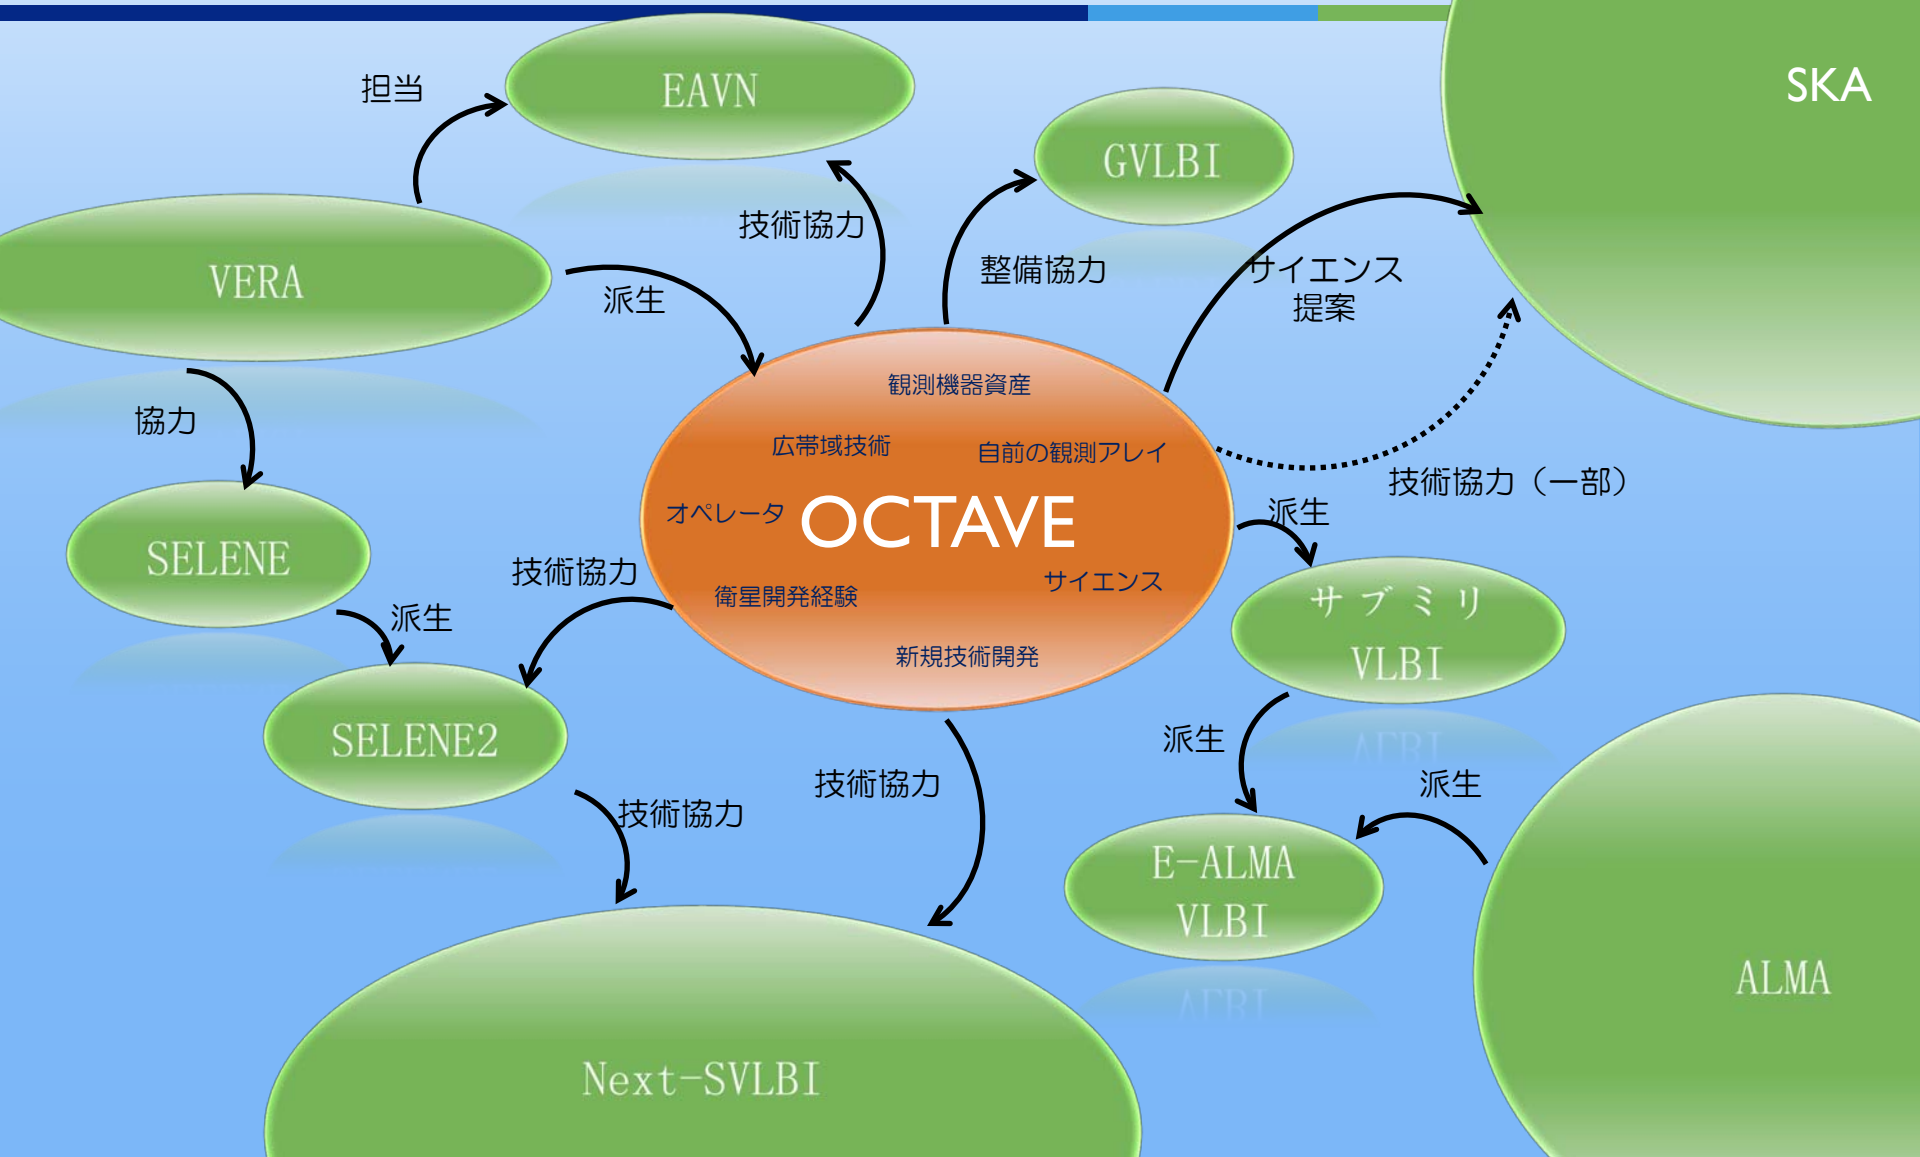 担当
EAVN
SKA
GVLBI
技術協力
整備協力
サイエンス
提案
VERA
派生
観測機器資産
協力
広帯域技術
自前の観測アレイ
技術協力（一部）
オペレータ
OCTAVE
派生
SELENE
技術協力
衛星開発経験
サイエンス
サブミリ
VLBI
派生
新規技術開発
SELENE2
派生
技術協力
技術協力
派生
E-ALMA
VLBI
ALMA
Next-SVLBI